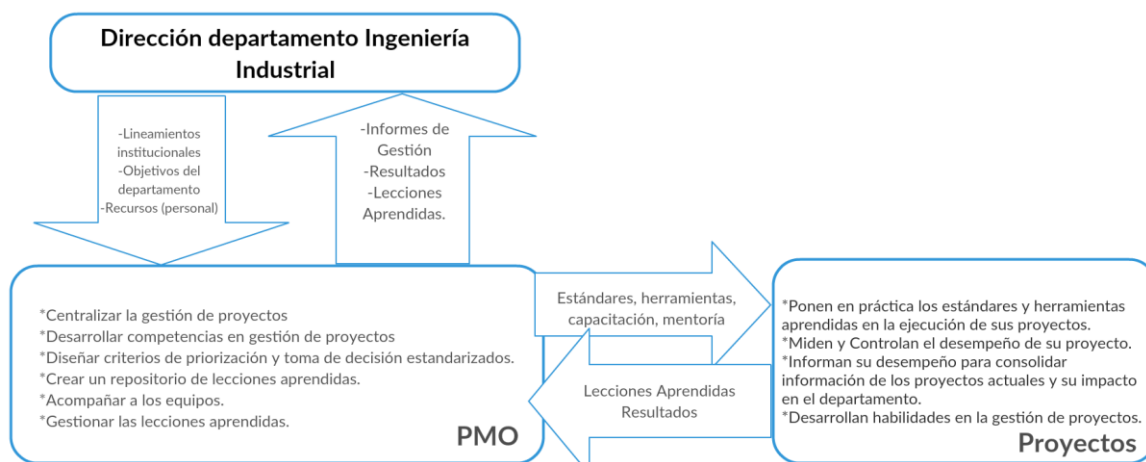 Dirección departamento Ingeniería
Industrial
-Lineamientos
institucionales
-Objetivos del
departamento
-Recursos (personal)
-Informes de
Gestión
-Resultados
-Lecciones
Aprendidas.
*Centralizar la gestión de proyectos
*Desarrollar competencias en gestión de proyectos
*Diseñar criterios de priorización y toma de decisión estandarizados.
*Crear un repositorio de lecciones aprendidas.
*Acompañar a los equipos.
*Gestionar las lecciones aprendidas.
PMO
Estándares, herramientas,
capacitación, mentoría
Lecciones Aprendidas
Resultados
*Ponen en práctica los estándares y herramientas
aprendidas en la ejecución de sus proyectos.
*Miden y Controlan el desempeño de su proyecto.
*Informan su desempeño para consolidar
información de los proyectos actuales y su impacto
en el departamento.
*Desarrollan habilidades en la gestión de proyectos.
Proyectos